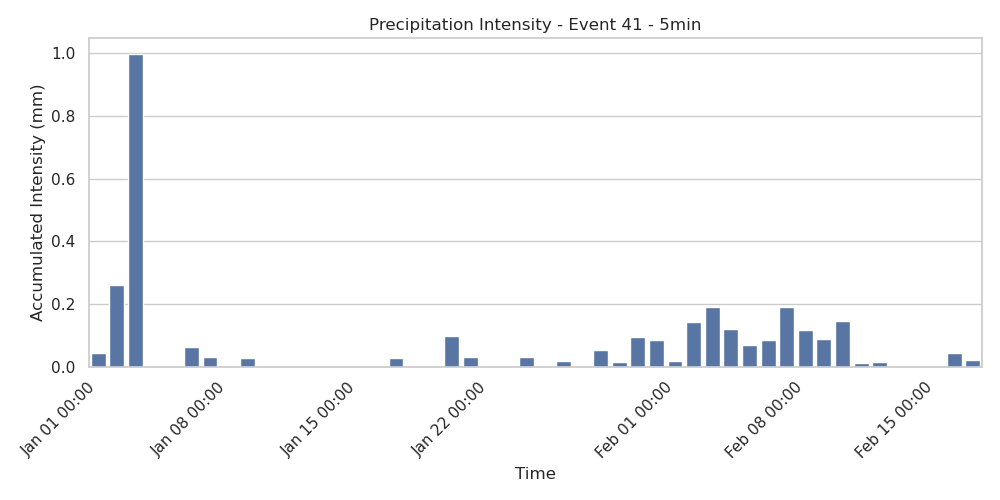 Precipitation Intensity - Event 41 - 5min
Accumulated Intensity (mm)
1.0
0.8
0.6
0.4
0.2
0.0
Jan 01 00:00
Jan 08 00:00
Jan 15 00:00
Jan 22 00:00
Feb 01 00:00
Feb 08 00:00
Feb 15 00:00
Time